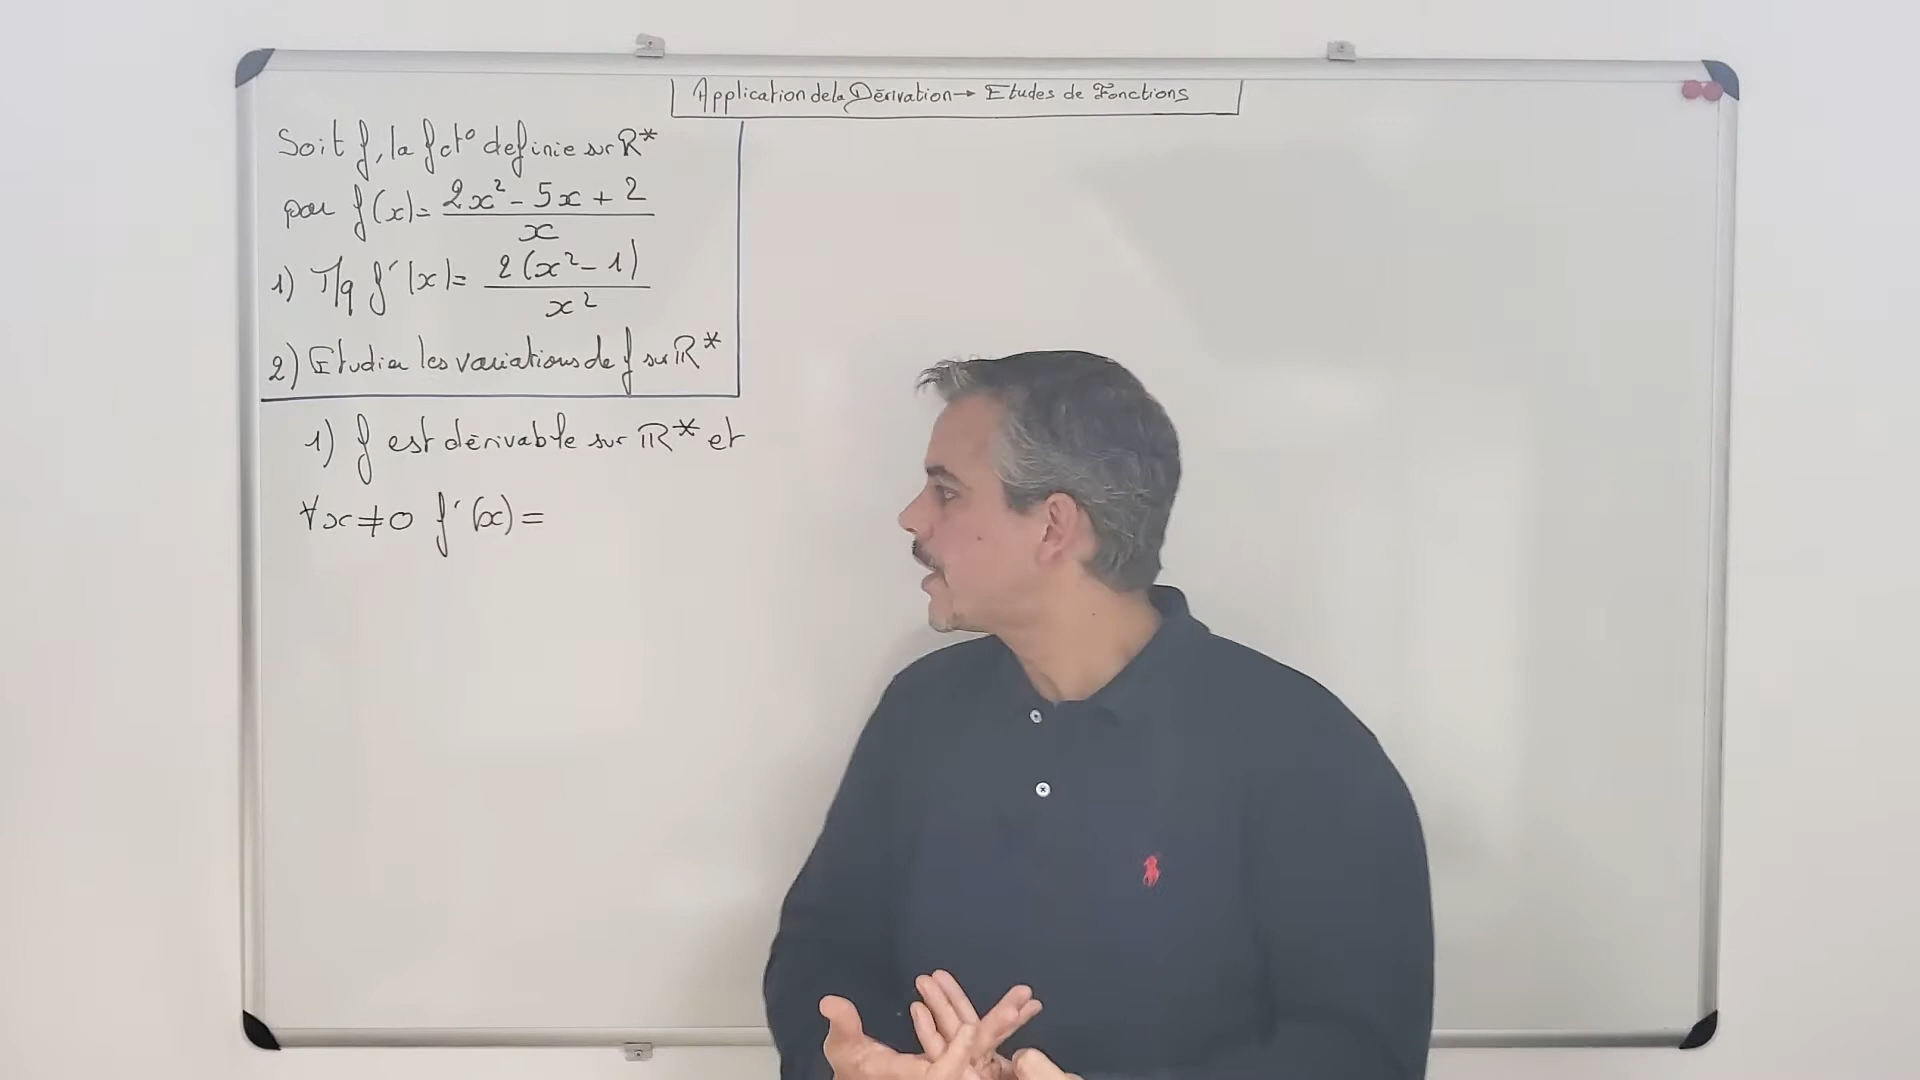 Application de la Dérivation → Etudes de Fonctions
Soit f, la fct° definie sur ℝ*
par f(x)= (2x² - 5x + 2)/x
1) T/q f'(x)= 2(x² - 1)/x²
2) Etudier les variations de f sur ℝ*
1) f est dérivable sur ℝ* et
∀x≠0 f'(x)=